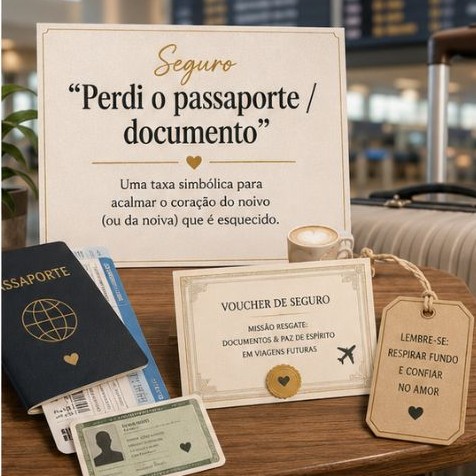 Seguro
“Perdi o passaporte /
documento”
Uma taxa simbólica para
acalmar o coração do noivo
(ou da noiva) que é esquecido.
PASSAPORTE
VOUCHER DE SEGURO
MISSÃO RESGATE:
DOCUMENTOS & PAZ DE ESPÍRITO
EM VIAGENS FUTURAS
LEMBRE-SE:
RESPIRAR FUNDO
E CONFIAR
NO AMOR